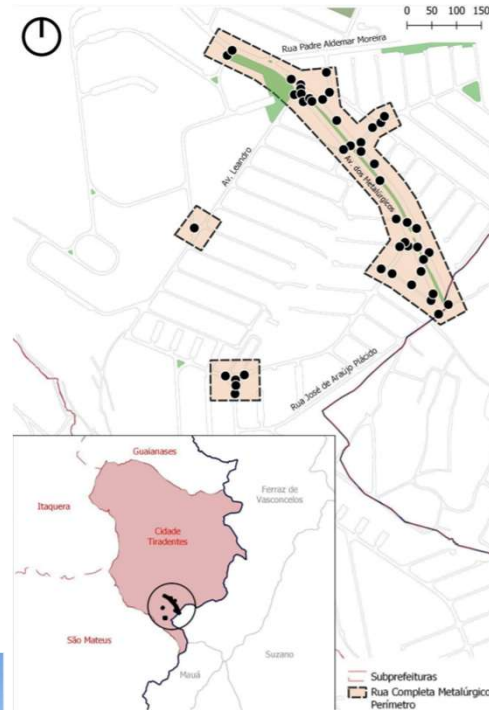 0 50 100 150
Rua Padre Aldemar Moreira
Av. Leandro
Av. dos Metalúrgicos
Rua José de Araújo Plácido
Guaianases
Ferraz de
Vasconcelos
Itaquera
Cidade
Tiradentes
São Mateus
Mauá
Suzano
Subprefeituras
Rua Completa Metalúrgico
Perímetro